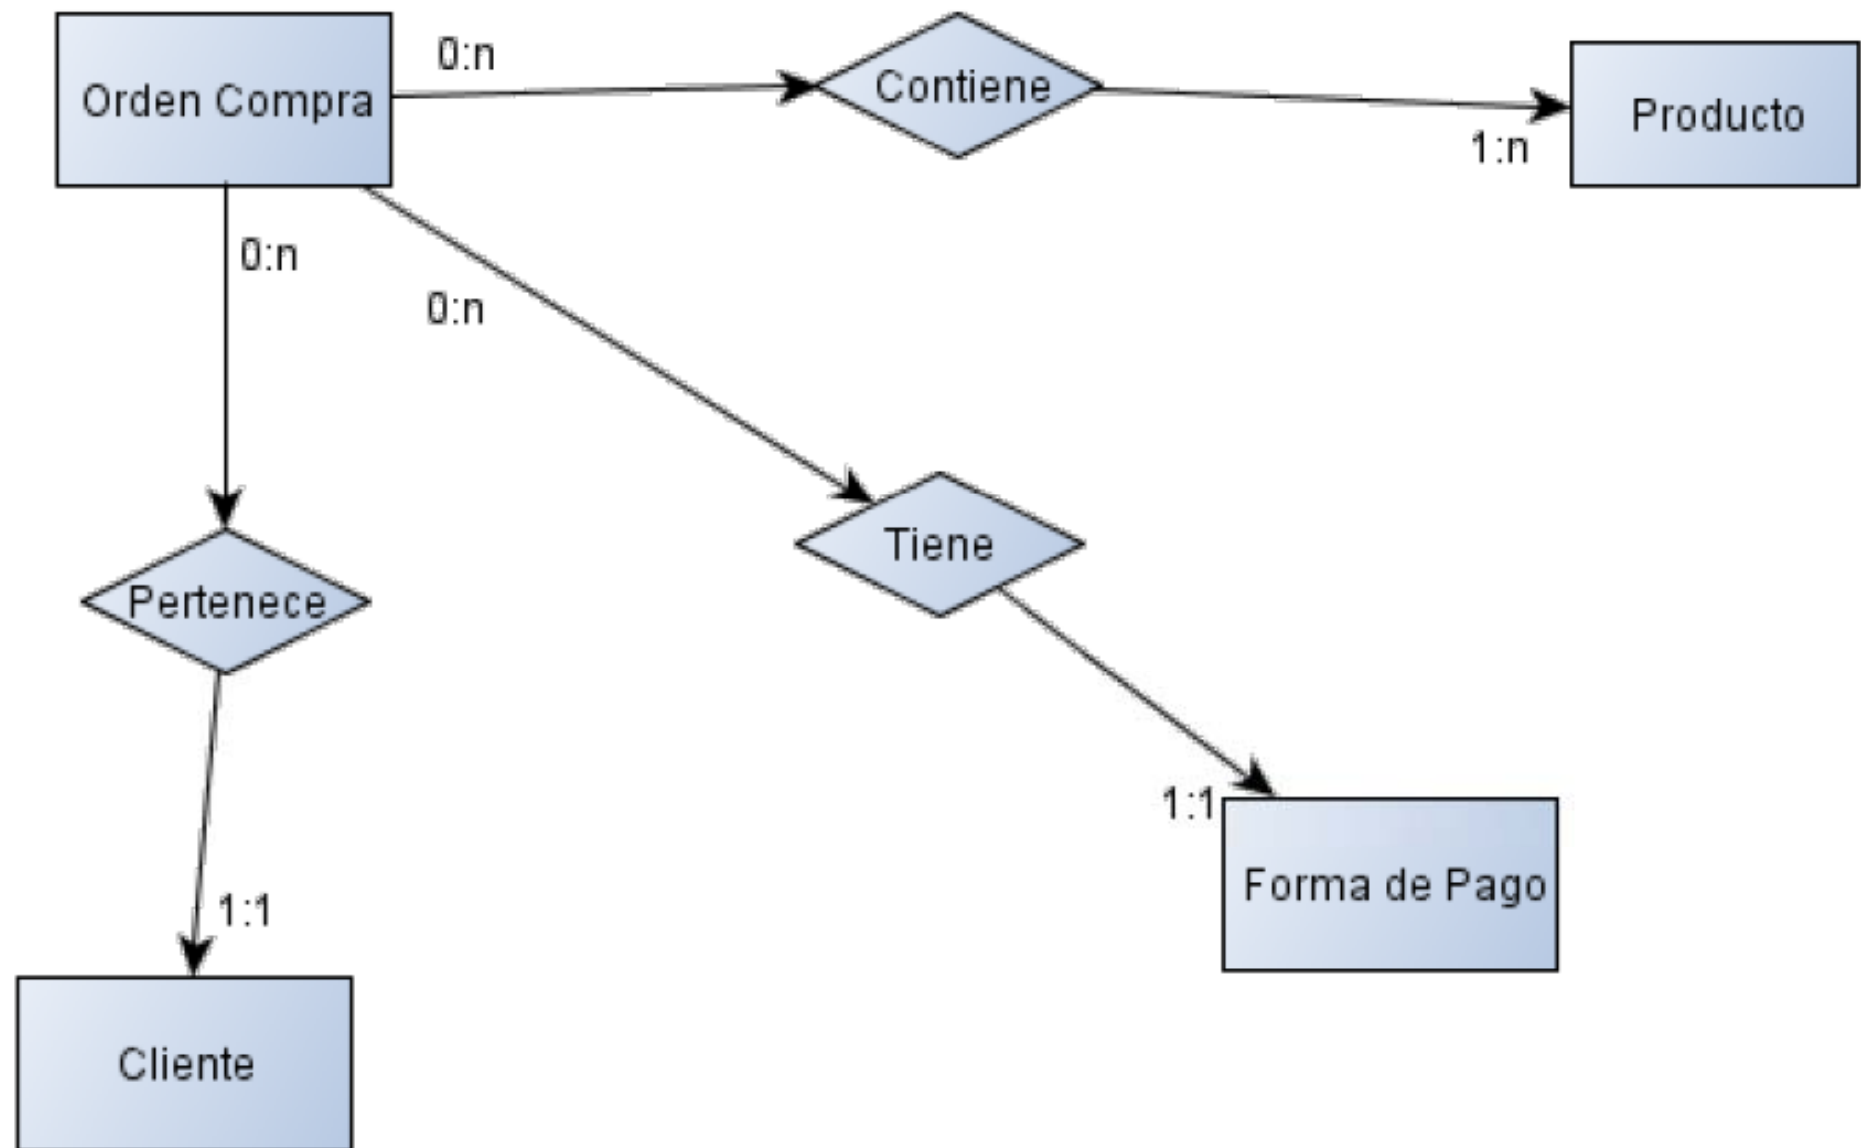 0:n
Orden Compra
Contiene
Producto
1:n
0:n
0:n
Tiene
Pertenece
1:1
Forma de Pago
1:1
Cliente